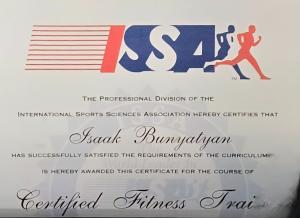 ISSA
TM
THE PROFESSIONAL DIVISION OF THE
INTERNATIONAL SPORTS SCIENCES ASSOCIATION HEREBY CERTIFIES THAT
Isaak Bunyatyan
HAS SUCCESSFULLY SATISFIED THE REQUIREMENTS OF THE CURRICULUM
IS HEREBY AWARDED THIS CERTIFICATE FOR THE COURSE OF
Certified Fitness Trai